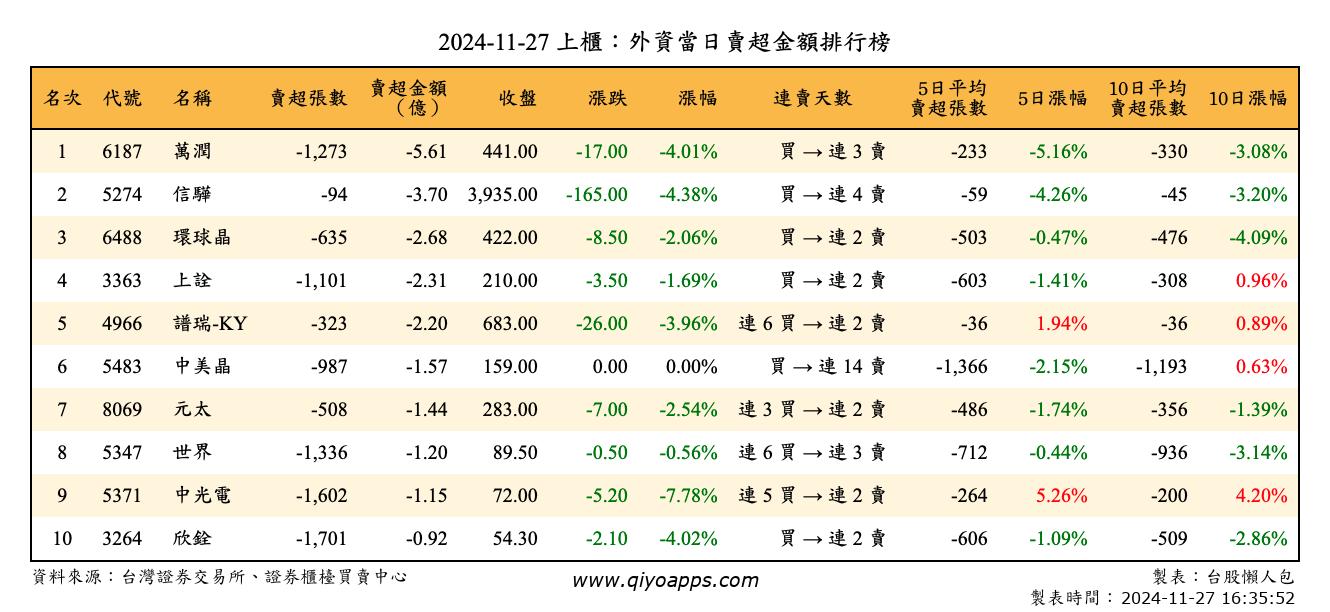 2024-11-27 上櫃：外資當日賣超金額排行榜
名次 代號 名稱 賣超張數 賣超金額（億） 收盤 漲跌 漲幅 連賣天數 5日平均賣超張數 5日漲幅 10日平均賣超張數 10日漲幅
1 6187 萬潤 -1,273 -5.61 441.00 -17.00 -4.01% 買 → 連 3 賣 -233 -5.16% -330 -3.08%
2 5274 信驊 -94 -3.70 3,935.00 -165.00 -4.38% 買 → 連 4 賣 -59 -4.26% -45 -3.20%
3 6488 環球晶 -635 -2.68 422.00 -8.50 -2.06% 買 → 連 2 賣 -503 -0.47% -476 -4.09%
4 3363 上詮 -1,101 -2.31 210.00 -3.50 -1.69% 買 → 連 2 賣 -603 -1.41% -308 0.96%
5 4966 譜瑞-KY -323 -2.20 683.00 -26.00 -3.96% 連 6 買 → 連 2 賣 -36 1.94% -36 0.89%
6 5483 中美晶 -987 -1.57 159.00 0.00 0.00% 買 → 連 14 賣 -1,366 -2.15% -1,193 0.63%
7 8069 元太 -508 -1.44 283.00 -7.00 -2.54% 連 3 買 → 連 2 賣 -486 -1.74% -356 -1.39%
8 5347 世界 -1,336 -1.20 89.50 -0.50 -0.56% 連 6 買 → 連 3 賣 -712 -0.44% -936 -3.14%
9 5371 中光電 -1,602 -1.15 72.00 -5.20 -7.78% 連 5 買 → 連 2 賣 -264 5.26% -200 4.20%
10 3264 欣銓 -1,701 -0.92 54.30 -2.10 -4.02% 買 → 連 2 賣 -606 -1.09% -509 -2.86%
資料來源：台灣證券交易所、證券櫃檯買賣中心 www.qiyoapps.com 製表：台股懶人包
製表時間：2024-11-27 16:35:52